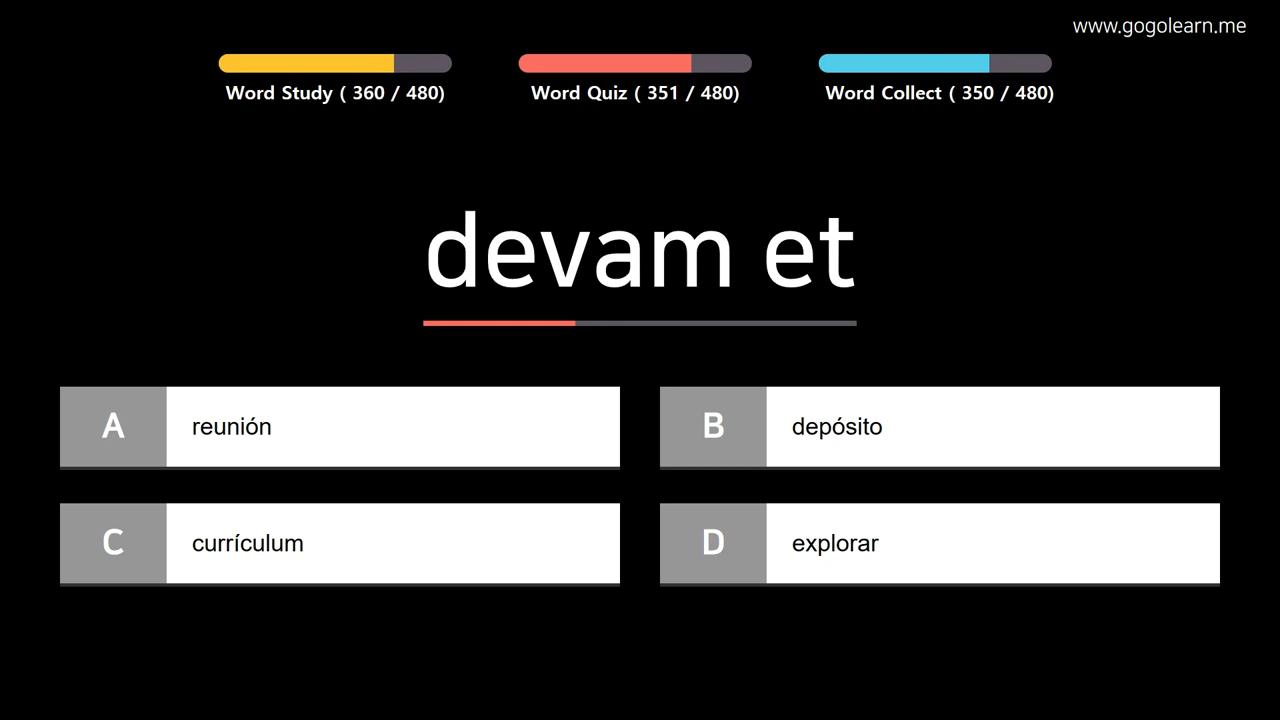 www.gogolearn.me
Word Study ( 360 / 480)
Word Quiz ( 351 / 480)
Word Collect ( 350 / 480)
devam et
A reunión
B depósito
C currículum
D explorar